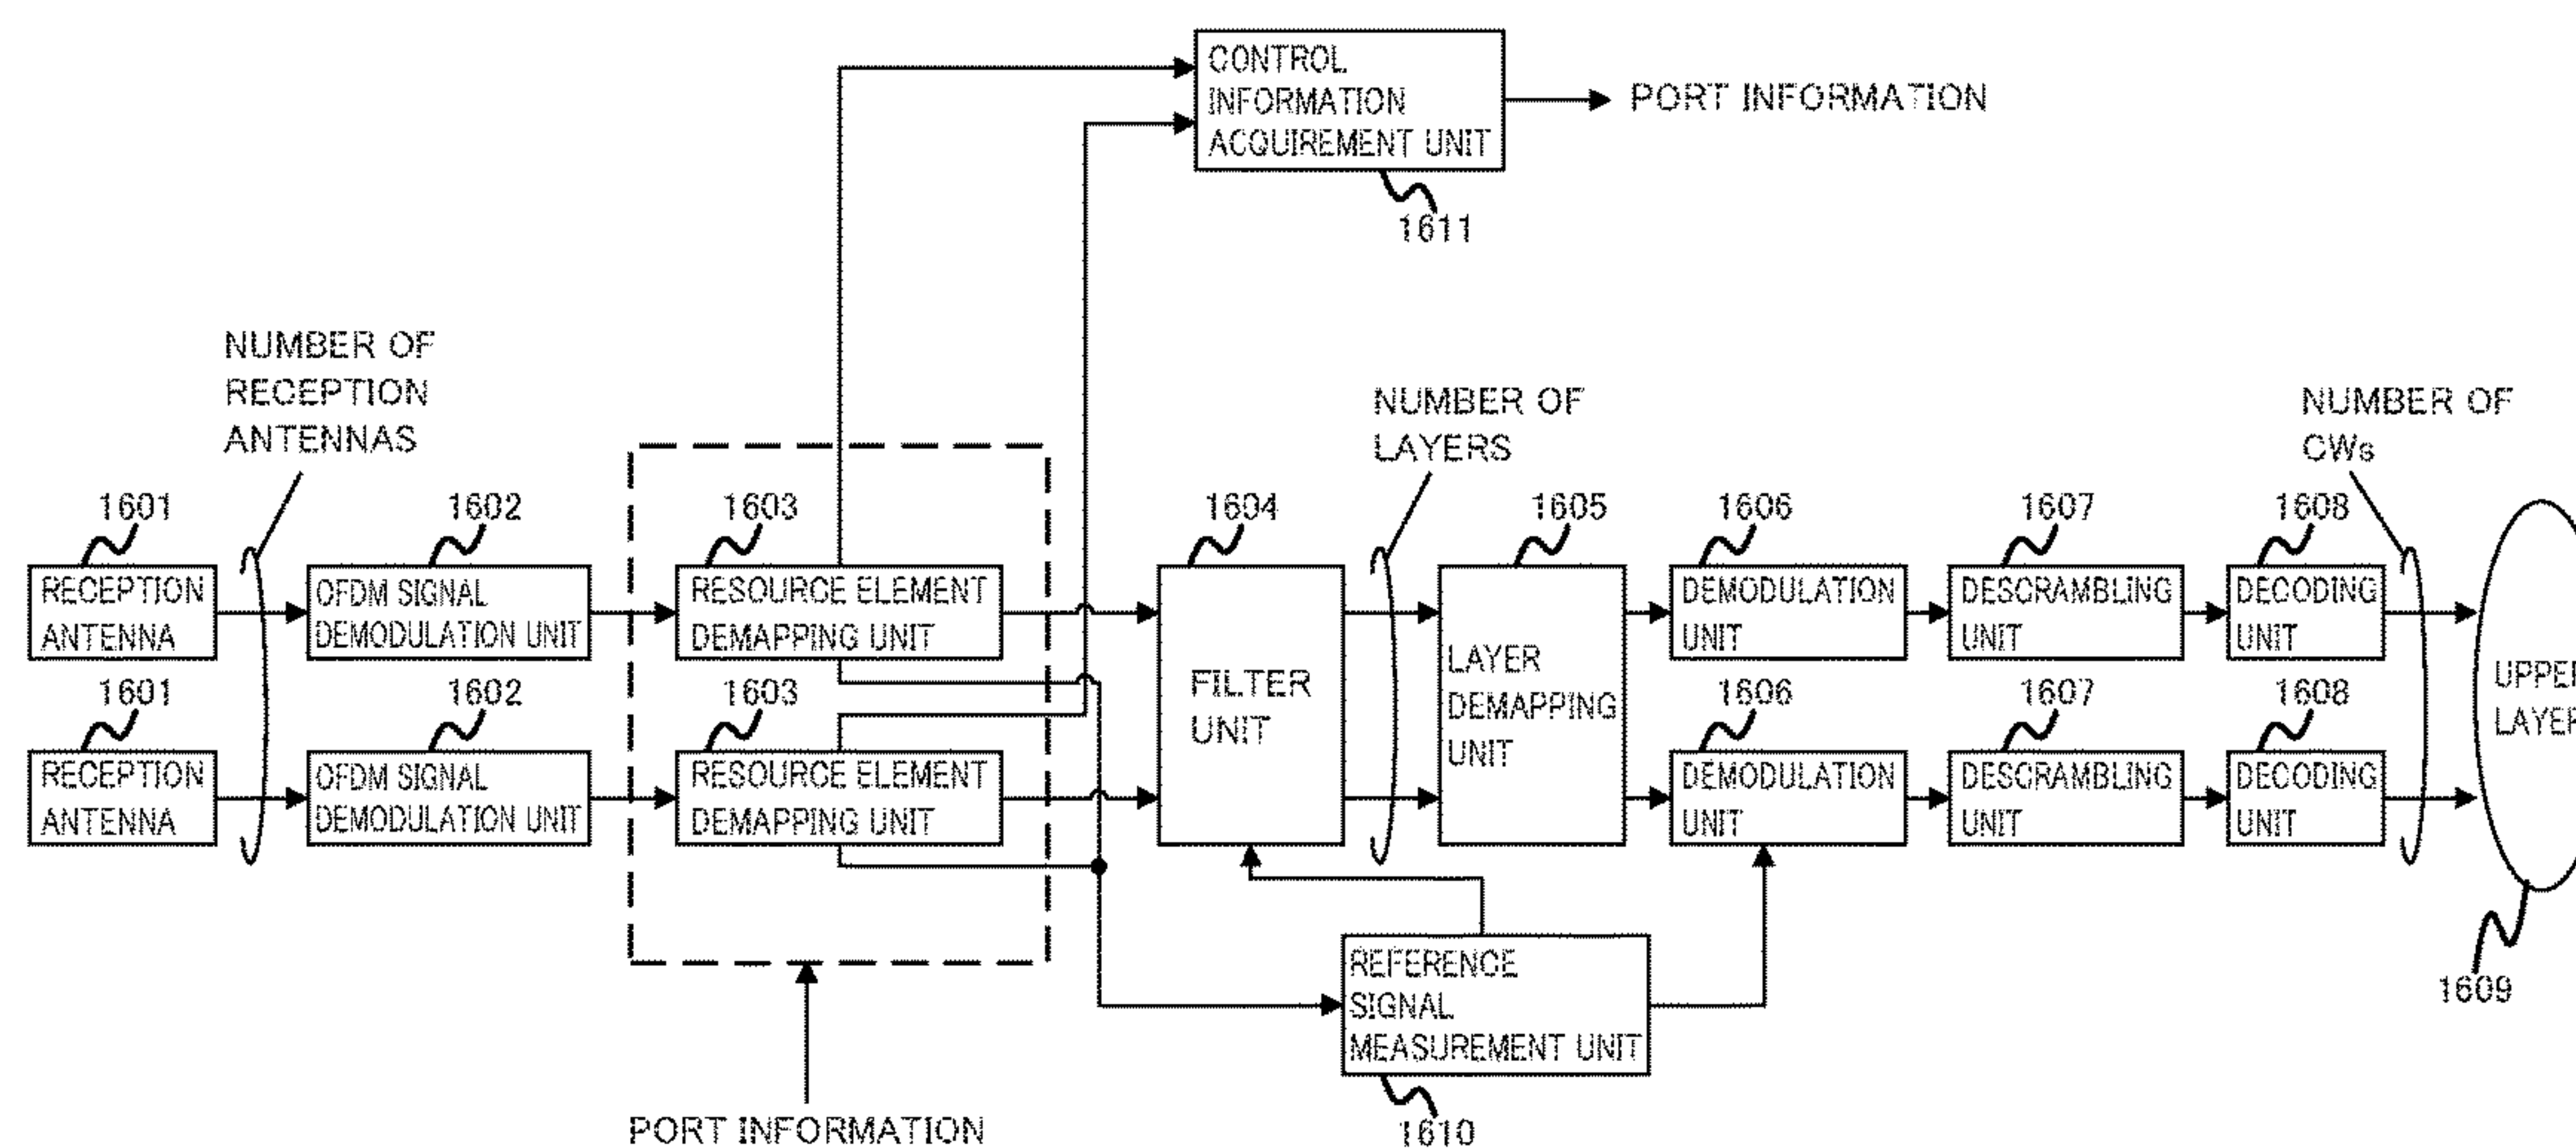 CONTROL
INFORMATION
ACQUIREMENT UNIT
PORT INFORMATION
1611
NUMBER OF
RECEPTION
ANTENNAS
NUMBER OF
LAYERS
NUMBER OF
CWs
1601
1602
1603
1604
1605
1606
1607
1608
RECEPTION
ANTENNA
OFDM SIGNAL
DEMODULATION UNIT
RESOURCE ELEMENT
DEMAPPING UNIT
FILTER
UNIT
LAYER
DEMAPPING
UNIT
DEMODULATION
UNIT
DESCRAMBLING
UNIT
DECODING
UNIT
UPPER
LAYER
1601
1602
1603
1606
1607
1608
RECEPTION
ANTENNA
OFDM SIGNAL
DEMODULATION UNIT
RESOURCE ELEMENT
DEMAPPING UNIT
DEMODULATION
UNIT
DESCRAMBLING
UNIT
DECODING
UNIT
REFERENCE
SIGNAL
MEASUREMENT UNIT
1609
1610
PORT INFORMATION